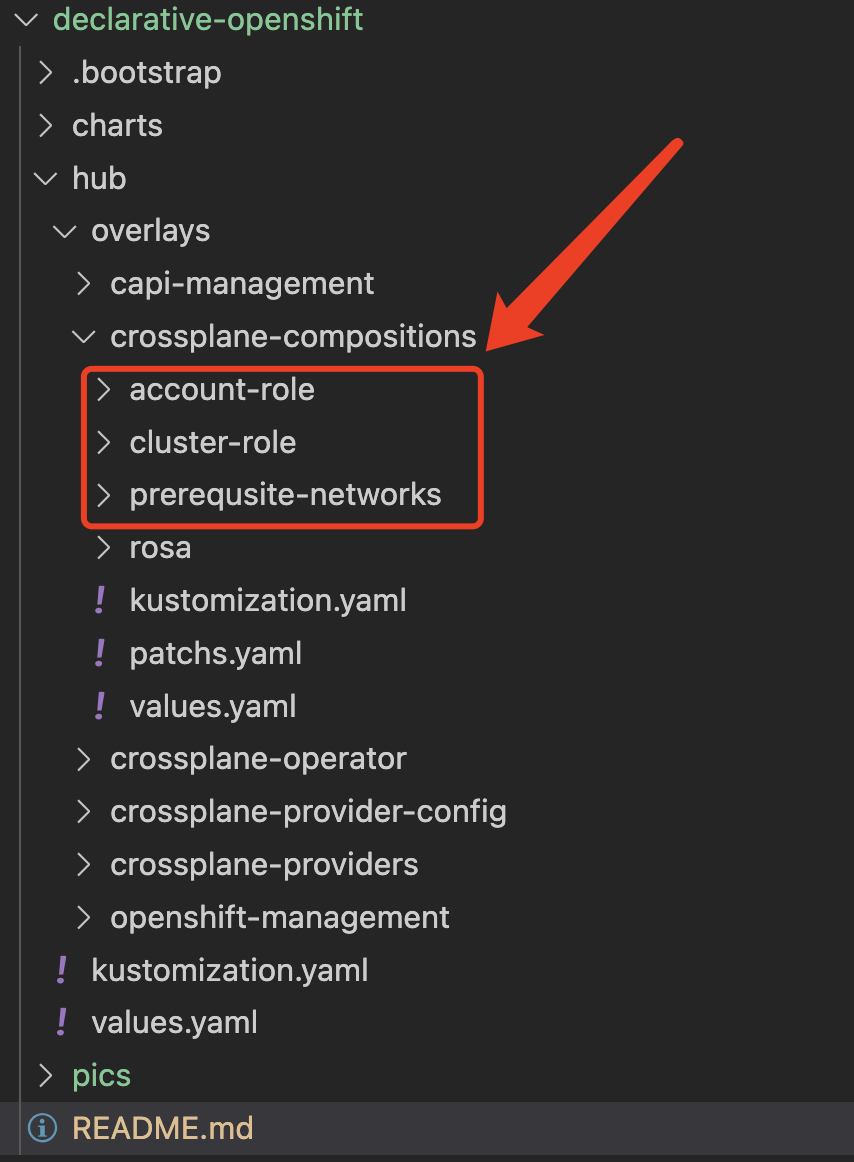 declarative-openshift
.bootstrap
charts
hub
overlays
capi-management
crossplane-compositions
account-role
cluster-role
prerequsite-networks
rosa
! kustomization.yaml
! patchs.yaml
! values.yaml
crossplane-operator
crossplane-provider-config
crossplane-providers
openshift-management
! kustomization.yaml
! values.yaml
pics
README.md